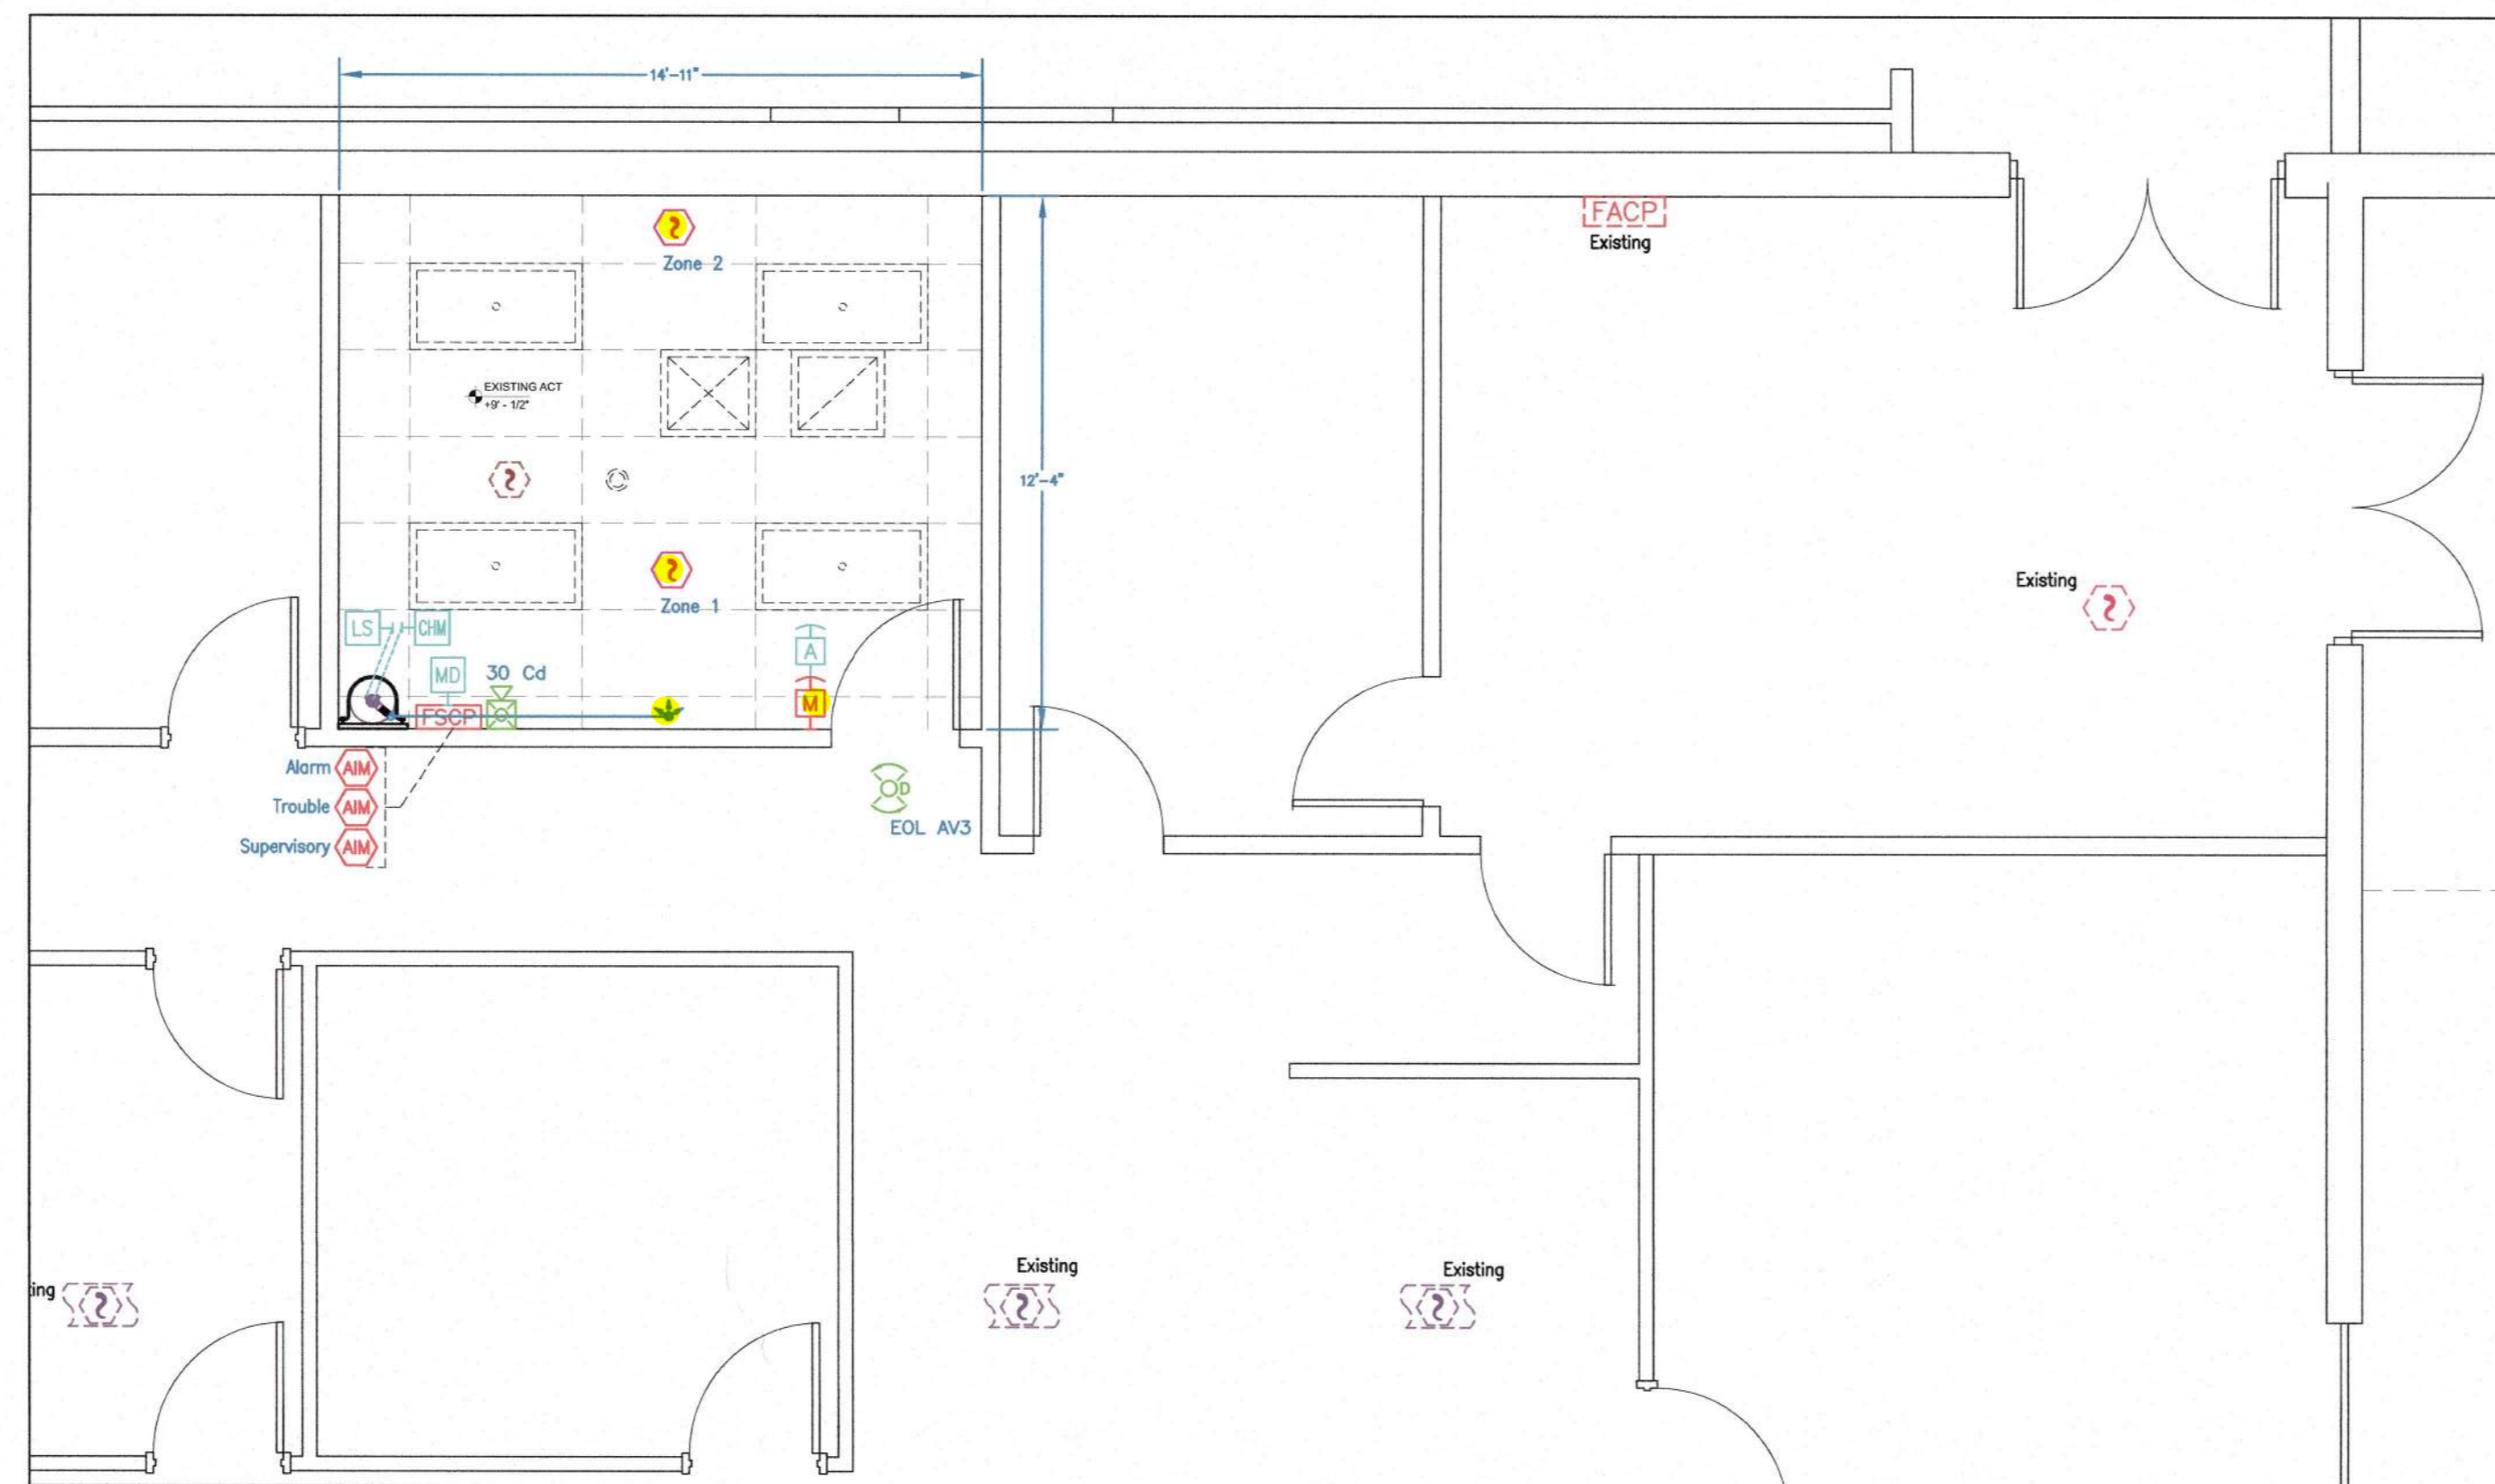 14'-11"
FACP
Existing
Zone 2
EXISTING ACT
+9' - 1/2"
12'-4"
Existing
Zone 1
LS
CHM
A
MD
30 Cd
M
FSCP
Alarm AIM
Trouble AIM
Supervisory AIM
D
EOL AV3
Existing
Existing
ting